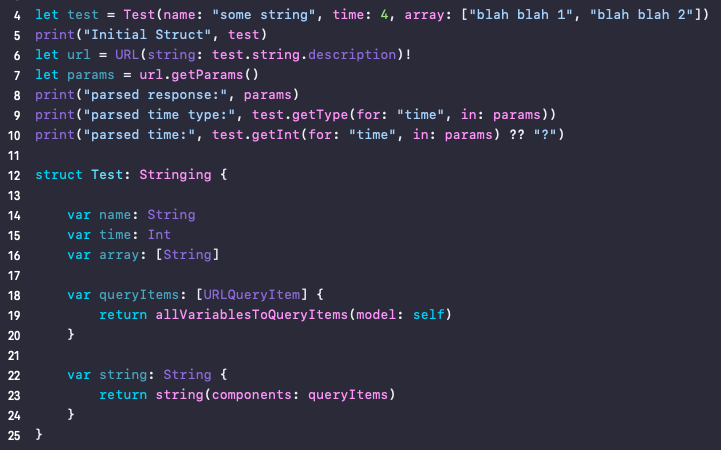 4 let test = Test(name: "some string", time: 4, array: ["blah blah 1", "blah blah 2"])
5 print("Initial Struct", test)
6 let url = URL(string: test.string.description)!
7 let params = url.getParams()
8 print("parsed response:", params)
9 print("parsed time type:", test.getType(for: "time", in: params))
10 print("parsed time:", test.getInt(for: "time", in: params) ?? "?")
11
12 struct Test: Stringing {
13
14     var name: String
15     var time: Int
16     var array: [String]
17
18     var queryItems: [URLQueryItem] {
19         return allVariablesToQueryItems(model: self)
20     }
21
22     var string: String {
23         return string(components: queryItems)
24     }
25 }